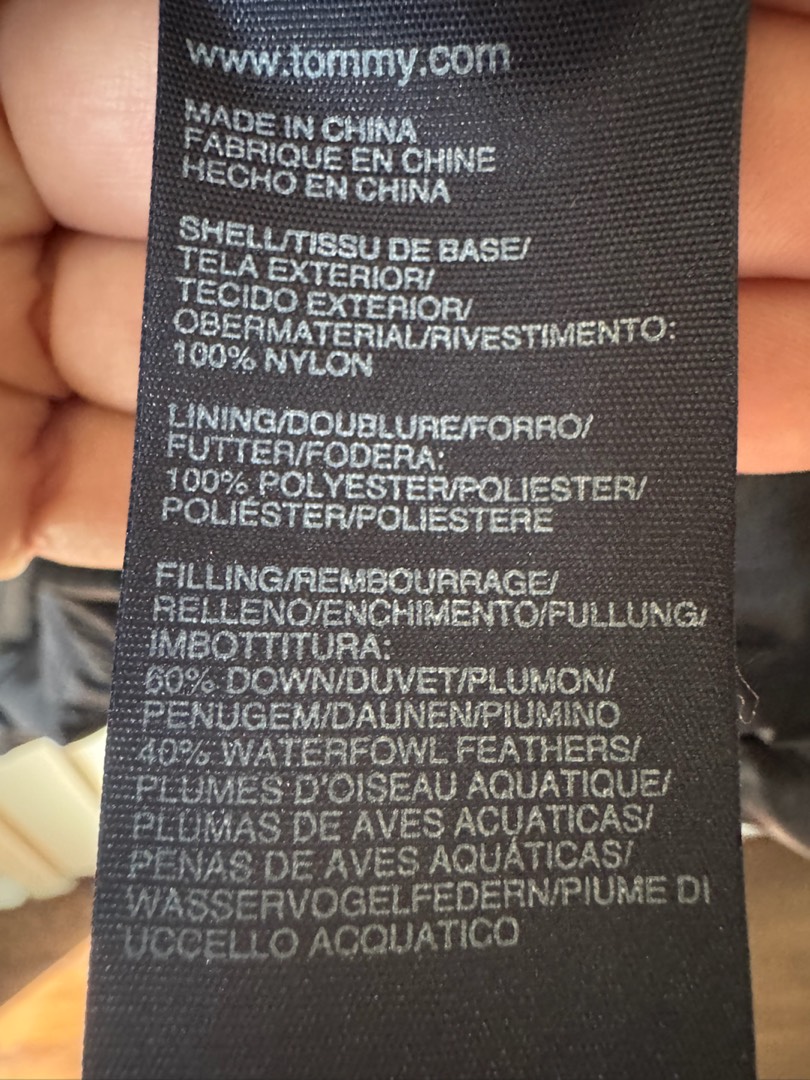 www.tommy.com
MADE IN CHINA
FABRIQUE EN CHINE
HECHO EN CHINA
SHELL/TISSU DE BASE/
TELA EXTERIOR/
TECIDO EXTERIOR/
OBERMATERIAL/RIVESTIMENTO:
100% NYLON
LINING/DOUBLURE/FORRO/
FUTTER/FODERA:
100% POLYESTER/POLIESTER/
POLIÉSTER/POLIESTERE
FILLING/REMBOURRAGE/
RELLENO/ENCHIMENTO/FULLUNG/
IMBOTTITURA:
60% DOWN/DUVET/PLUMON/
PENUGEM/DAUNEN/PIUMINO
40% WATERFOWL FEATHERS/
PLUMES D'OISEAU AQUATIQUE/
PLUMAS DE AVES ACUATICAS/
PENAS DE AVES AQUÁTICAS/
WASSERVOGELFEDERN/PIUME DI
UCCELLO ACQUATICO